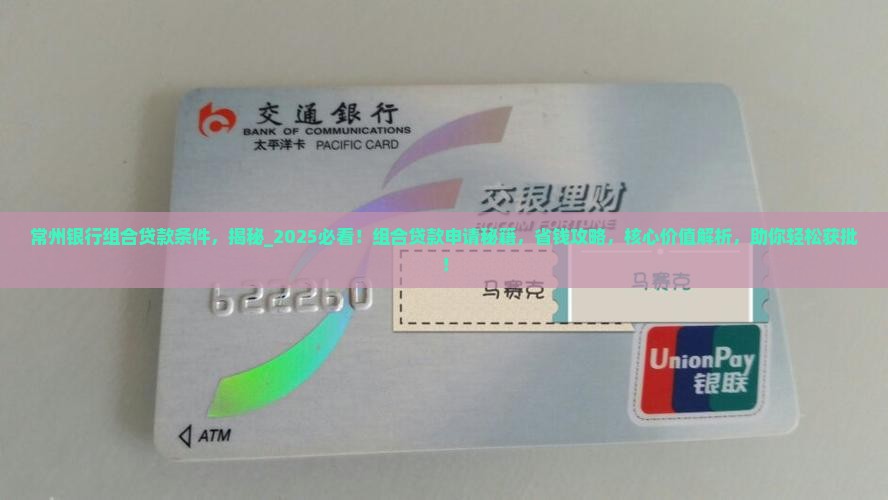 交通銀行
BANK OF COMMUNICATIONS
太平洋卡 PACIFIC CARD
交银理财
BOCOM FORTUNE
常州银行组合贷款条件，揭秘_2025必看！组合贷款申请秘籍，省钱攻略，核心价值解析，助你轻松获批
！
622260
马赛克
马赛克
UnionPay
银联
ATM